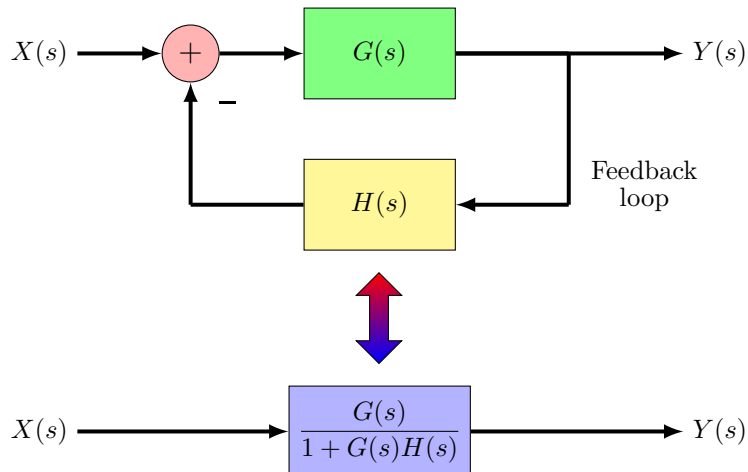 X(s) + G(s) Y(s)
−
H(s)
Feedback
loop
X(s) G(s) Y(s)
1 + G(s)H(s)